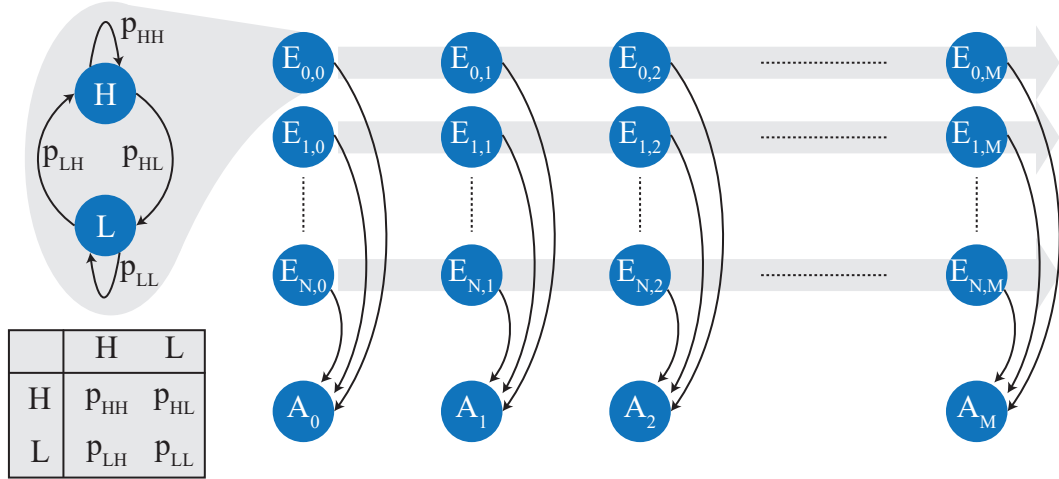 p_HH
H
p_LH p_HL
L
p_LL
E_0,0 E_0,1 E_0,2 E_0,M
E_1,0 E_1,1 E_1,2 E_1,M
E_N,0 E_N,1 E_N,2 E_N,M
A_0 A_1 A_2 A_M
H L
H p_HH p_HL
L p_LH p_LL